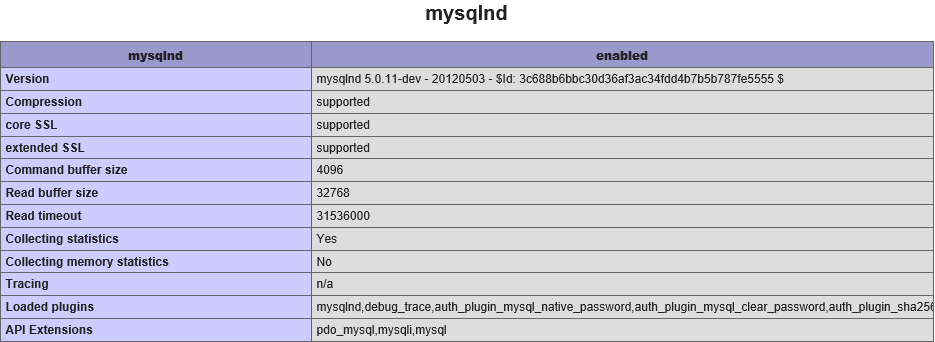 mysqlnd
mysqlnd enabled
Version mysqlnd 5.0.11-dev - 20120503 - $Id: 3c688b6bbc30d36af3ac34fdd4b7b5b787fe5555 $
Compression supported
core SSL supported
extended SSL supported
Command buffer size 4096
Read buffer size 32768
Read timeout 31536000
Collecting statistics Yes
Collecting memory statistics No
Tracing n/a
Loaded plugins mysqlnd,debug_trace,auth_plugin_mysql_native_password,auth_plugin_mysql_clear_password,auth_plugin_sha256
API Extensions pdo_mysql,mysqli,mysql